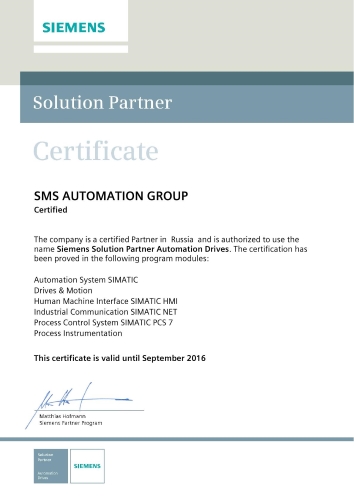 SIEMENS
Solution Partner
Certificate
SMS AUTOMATION GROUP
Certified
The company is a certified Partner in Russia and is authorized to use the
name Siemens Solution Partner Automation Drives. The certification has
been proved in the following program modules:
Automation System SIMATIC
Drives & Motion
Human Machine Interface SIMATIC HMI
Industrial Communication SIMATIC NET
Process Control System SIMATIC PCS 7
Process Instrumentation
This certificate is valid until September 2016
Matthias Hofmann
Siemens Partner Program
Solution
Partner
Automation
Drives
SIEMENS